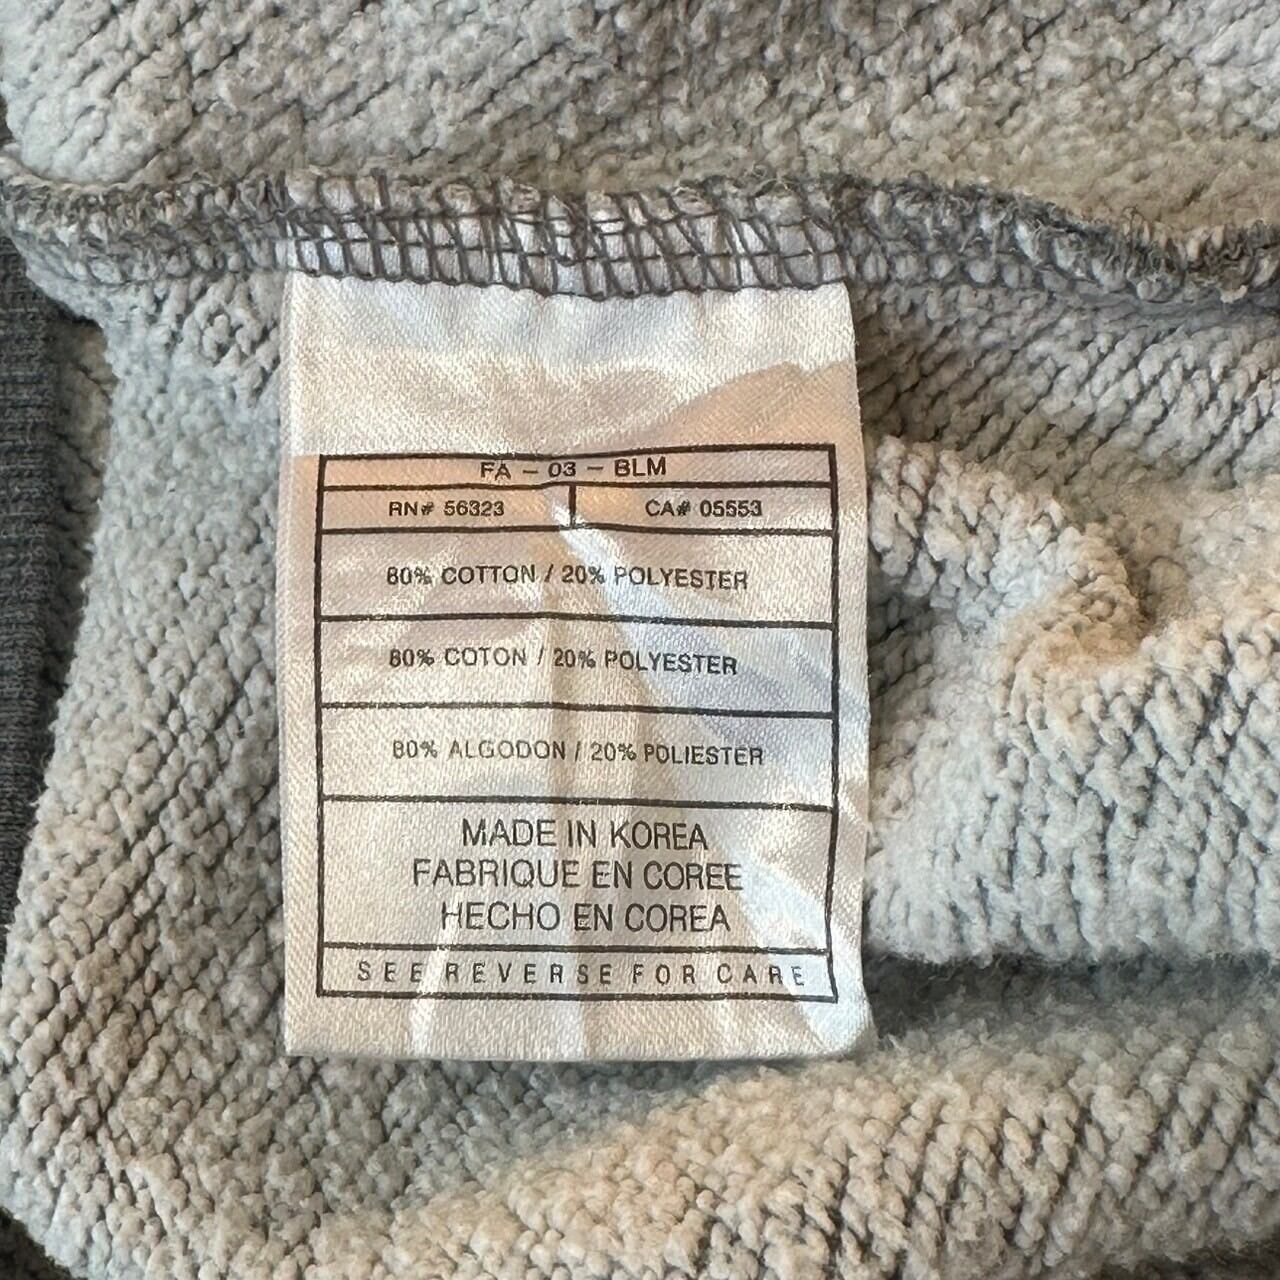 FA - 03 - BLM
RN# 56323 CA# 05553
80% COTTON / 20% POLYESTER
80% COTON / 20% POLYESTER
80% ALGODON / 20% POLIESTER
MADE IN KOREA
FABRIQUE EN COREE
HECHO EN COREA
SEE REVERSE FOR CARE